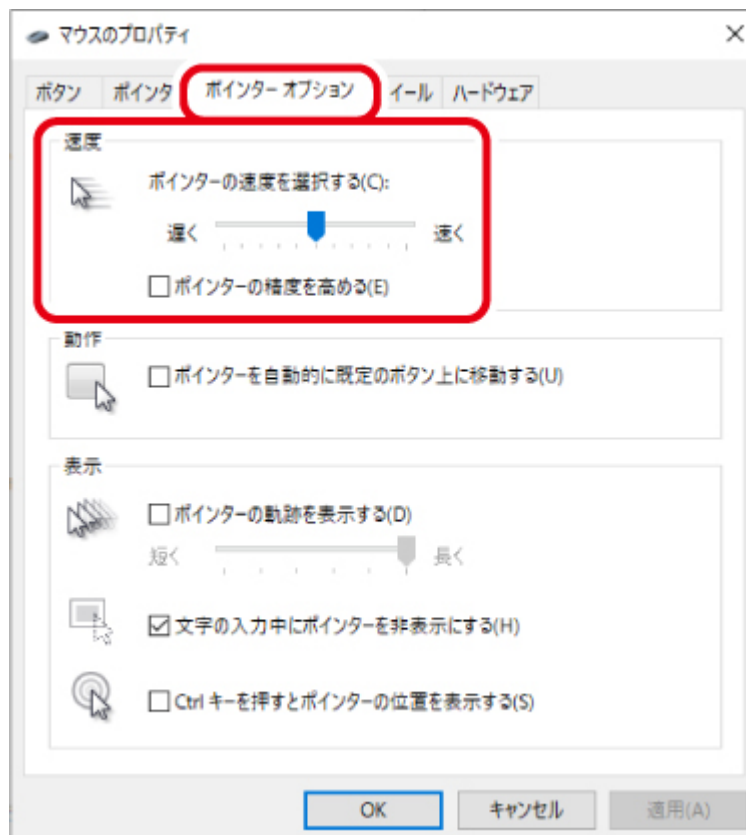 マウスのプロパティ
ボタン ポインタ ポインター オプション イール ハードウェア
速度
ポインターの速度を選択する(C):
遅く 速く
ポインターの精度を高める(E)
動作
ポインターを自動的に既定のボタン上に移動する(U)
表示
ポインターの軌跡を表示する(D)
短く 長く
文字の入力中にポインターを非表示にする(H)
Ctrl キーを押すとポインターの位置を表示する(S)
OK キャンセル 適用(A)